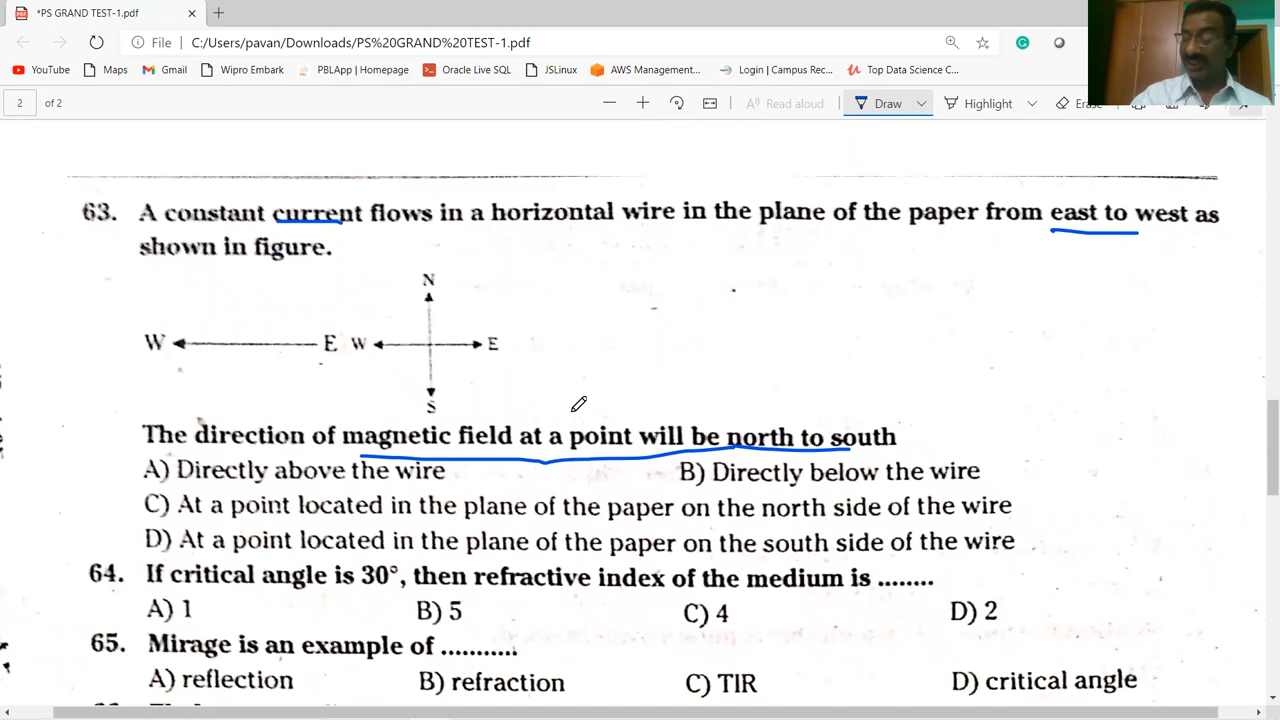 *PS GRAND TEST-1.pdf
File C:/Users/pavan/Downloads/PS%20GRAND%20TEST-1.pdf
YouTube Maps Gmail Wipro Embark PBLApp | Homepage Oracle Live SQL JSLinux AWS Management... Login | Campus Rec... Top Data Science C...
2 of 2 Read aloud Draw Highlight Erase
63. A constant current flows in a horizontal wire in the plane of the paper from east to west as
shown in figure.
N
W E W E
S
The direction of magnetic field at a point will be north to south
A) Directly above the wire B) Directly below the wire
C) At a point located in the plane of the paper on the north side of the wire
D) At a point located in the plane of the paper on the south side of the wire
64. If critical angle is 30°, then refractive index of the medium is ........
A) 1 B) 5 C) 4 D) 2
65. Mirage is an example of ...........
A) reflection B) refraction C) TIR D) critical angle